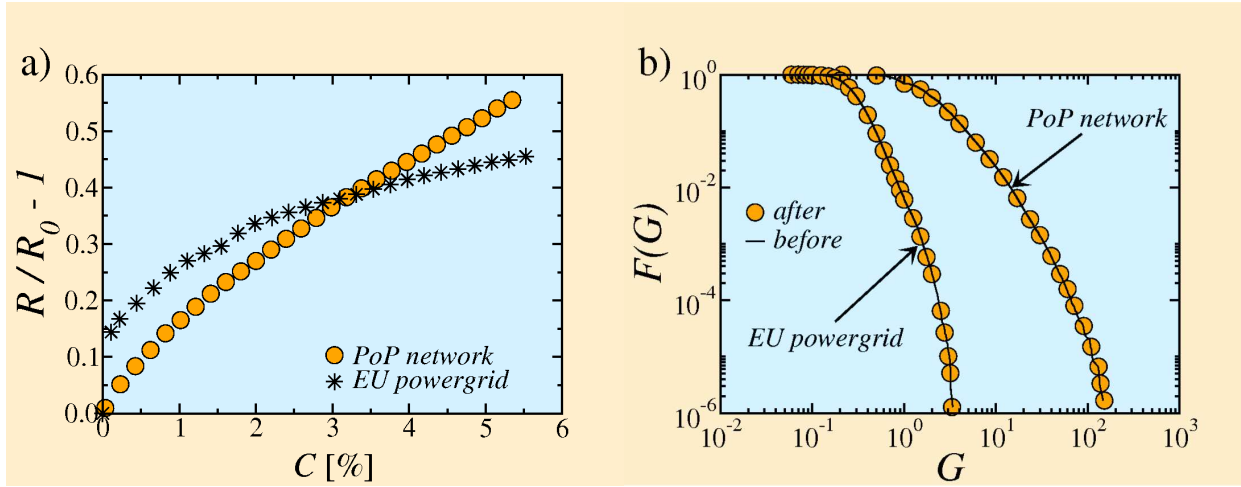 a)
R / R0 - 1
0.6
0.5
0.4
0.3
0.2
0.1
0.0
PoP network
EU powergrid
0 1 2 3 4 5 6
C [%]
b)
F(G)
10^0
10^-2
10^-4
10^-6
PoP network
after
before
EU powergrid
10^-2 10^-1 10^0 10^1 10^2 10^3
G